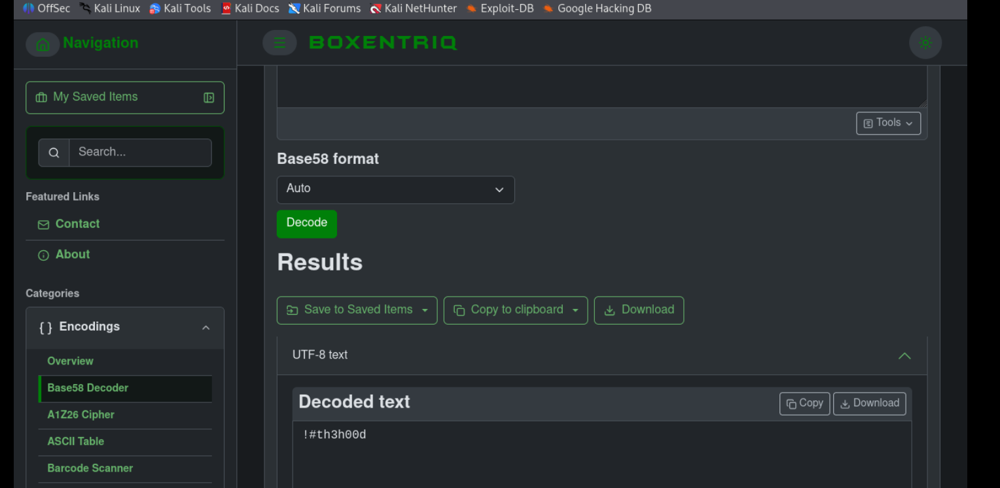 OffSec Kali Linux Kali Tools Kali Docs Kali Forums Kali NetHunter Exploit-DB Google Hacking DB
Navigation
BOXENTRIQ
My Saved Items
Search...
Featured Links
Contact
About
Categories
{ } Encodings
Overview
Base58 Decoder
A1Z26 Cipher
ASCII Table
Barcode Scanner
Tools
Base58 format
Auto
Decode
Results
Save to Saved Items Copy to clipboard Download
UTF-8 text
Decoded text Copy Download
!#th3h00d